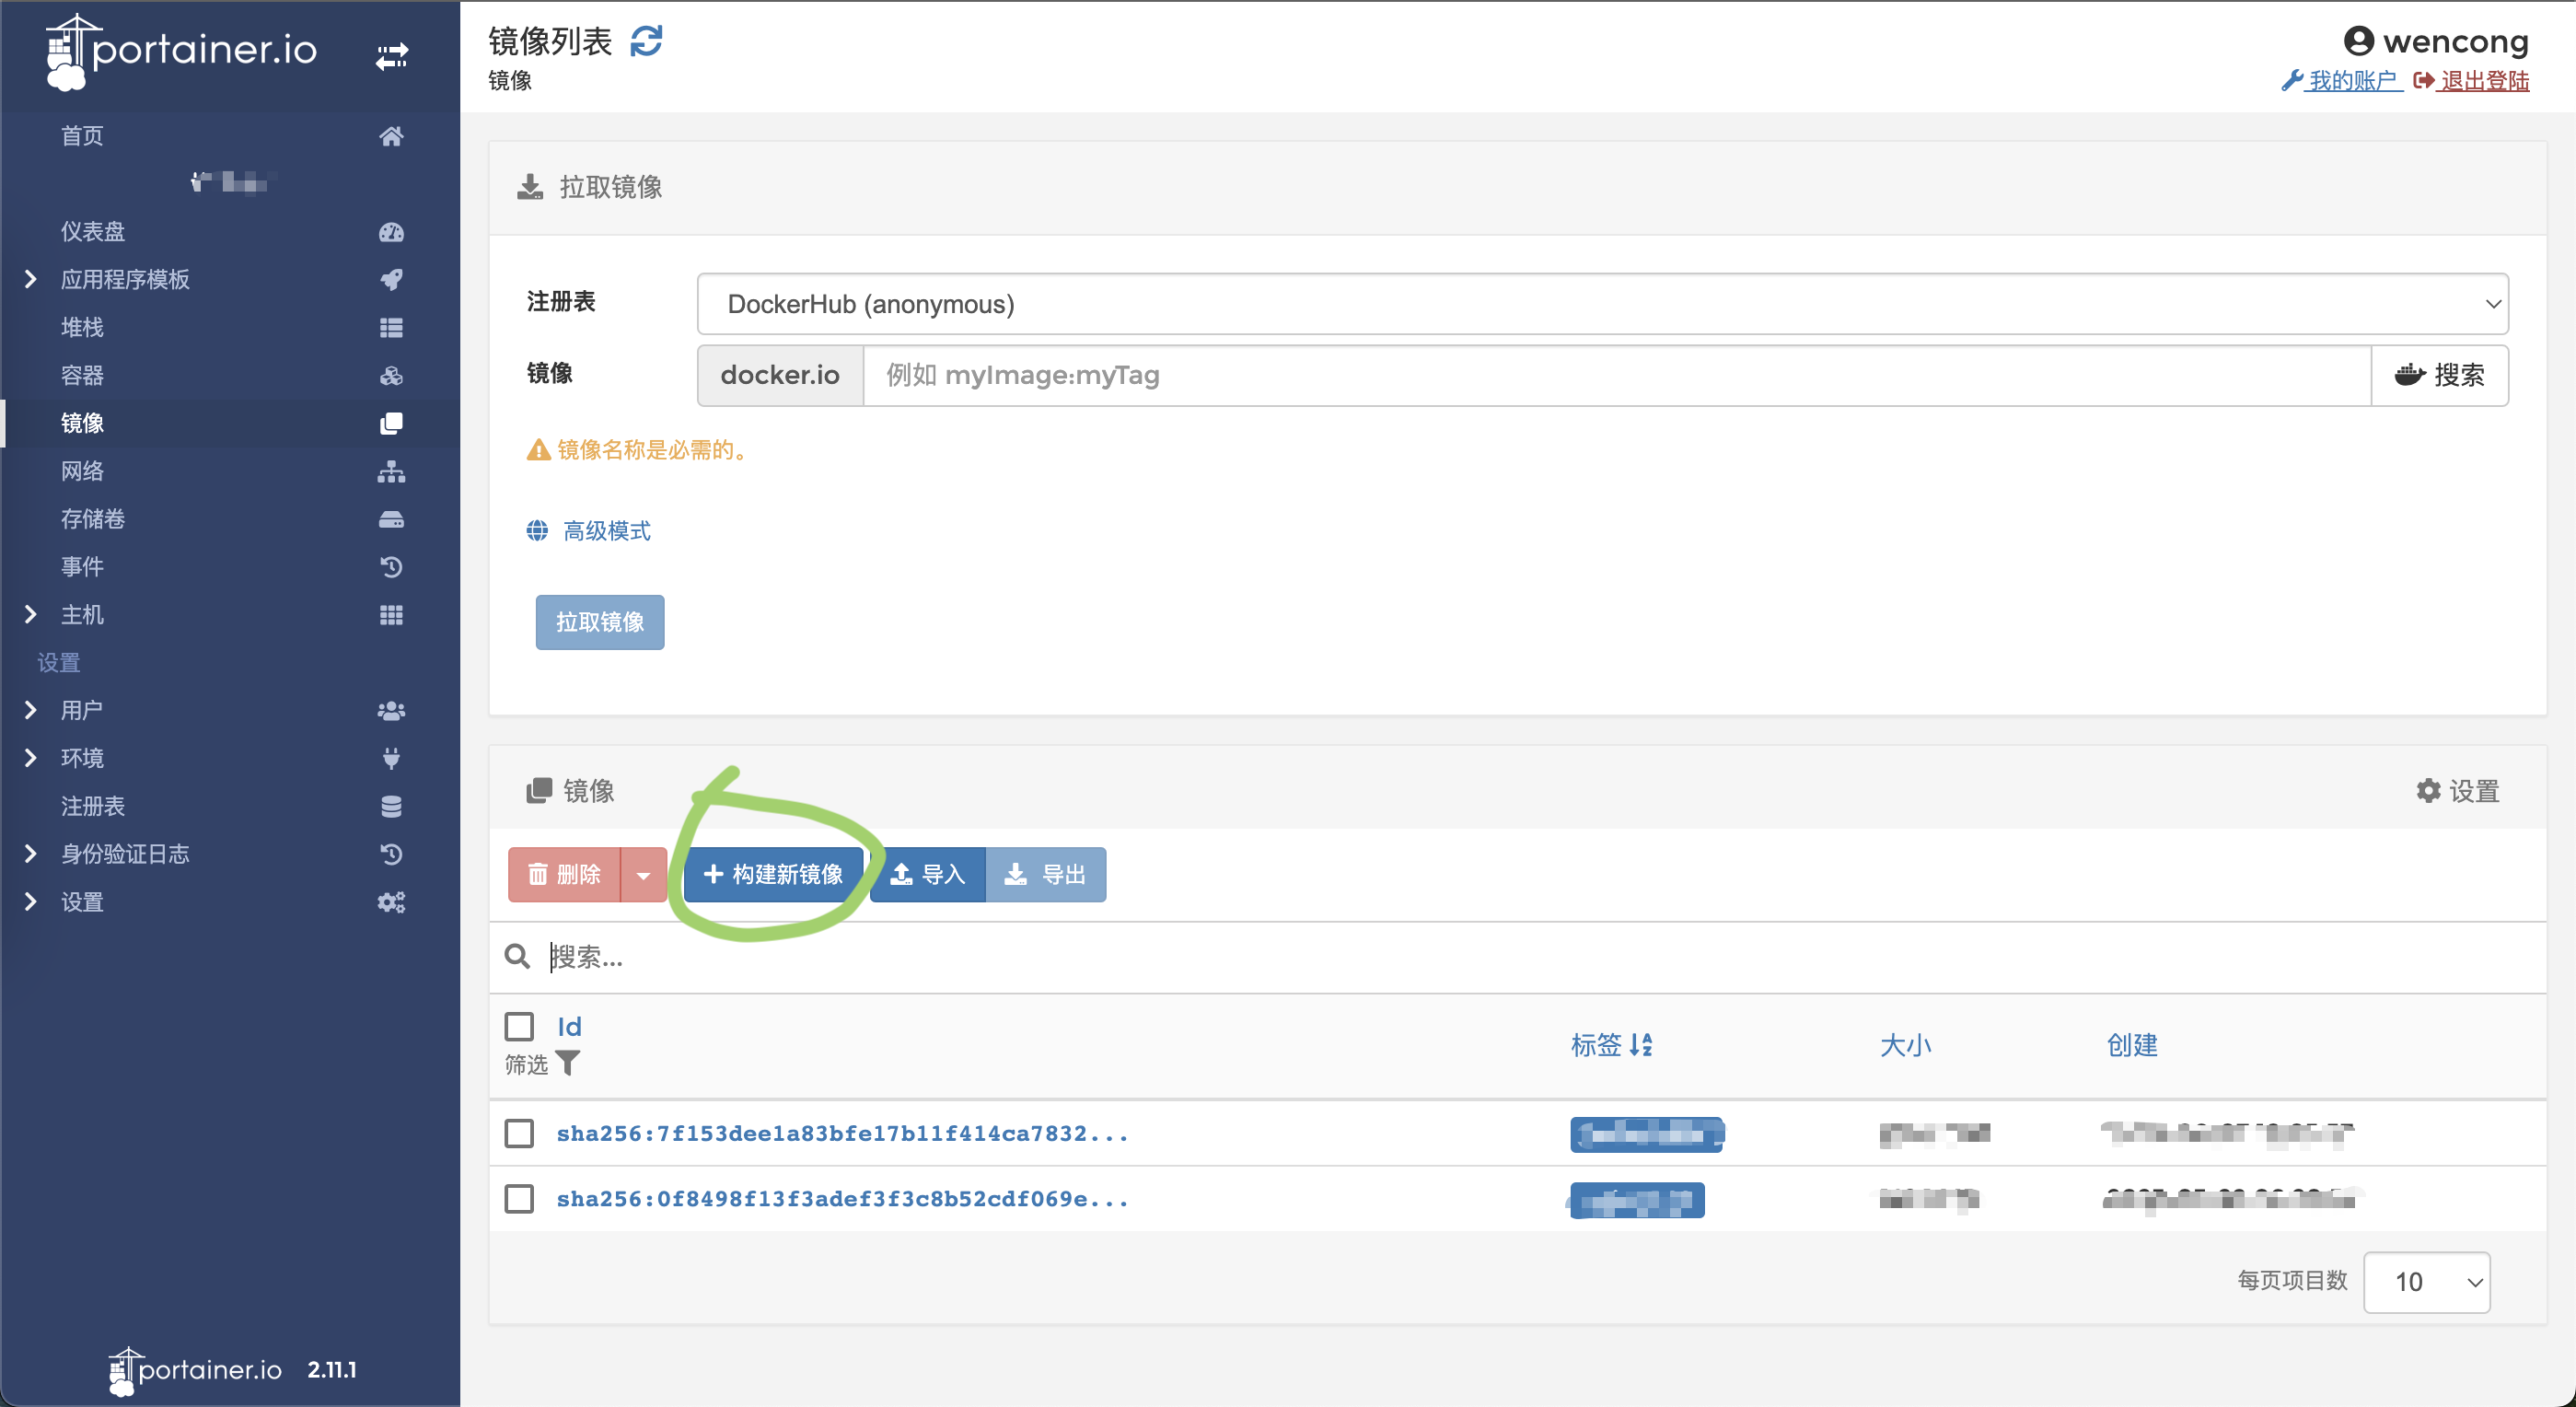 portainer.io
首页
仪表盘
应用程序模板
堆栈
容器
镜像
网络
存储卷
事件
主机
设置
用户
环境
注册表
身份验证日志
设置
portainer.io 2.11.1
镜像列表
镜像
wencong
我的账户 退出登陆
拉取镜像
注册表 DockerHub (anonymous)
镜像 docker.io 例如 myImage:myTag 搜索
镜像名称是必需的。
高级模式
拉取镜像
镜像 设置
删除 构建新镜像 导入 导出
搜索...
Id 标签 大小 创建
筛选
sha256:7f153dee1a83bfe17b11f414ca7832...
sha256:0f8498f13f3adef3f3c8b52cdf069e...
每页项目数 10